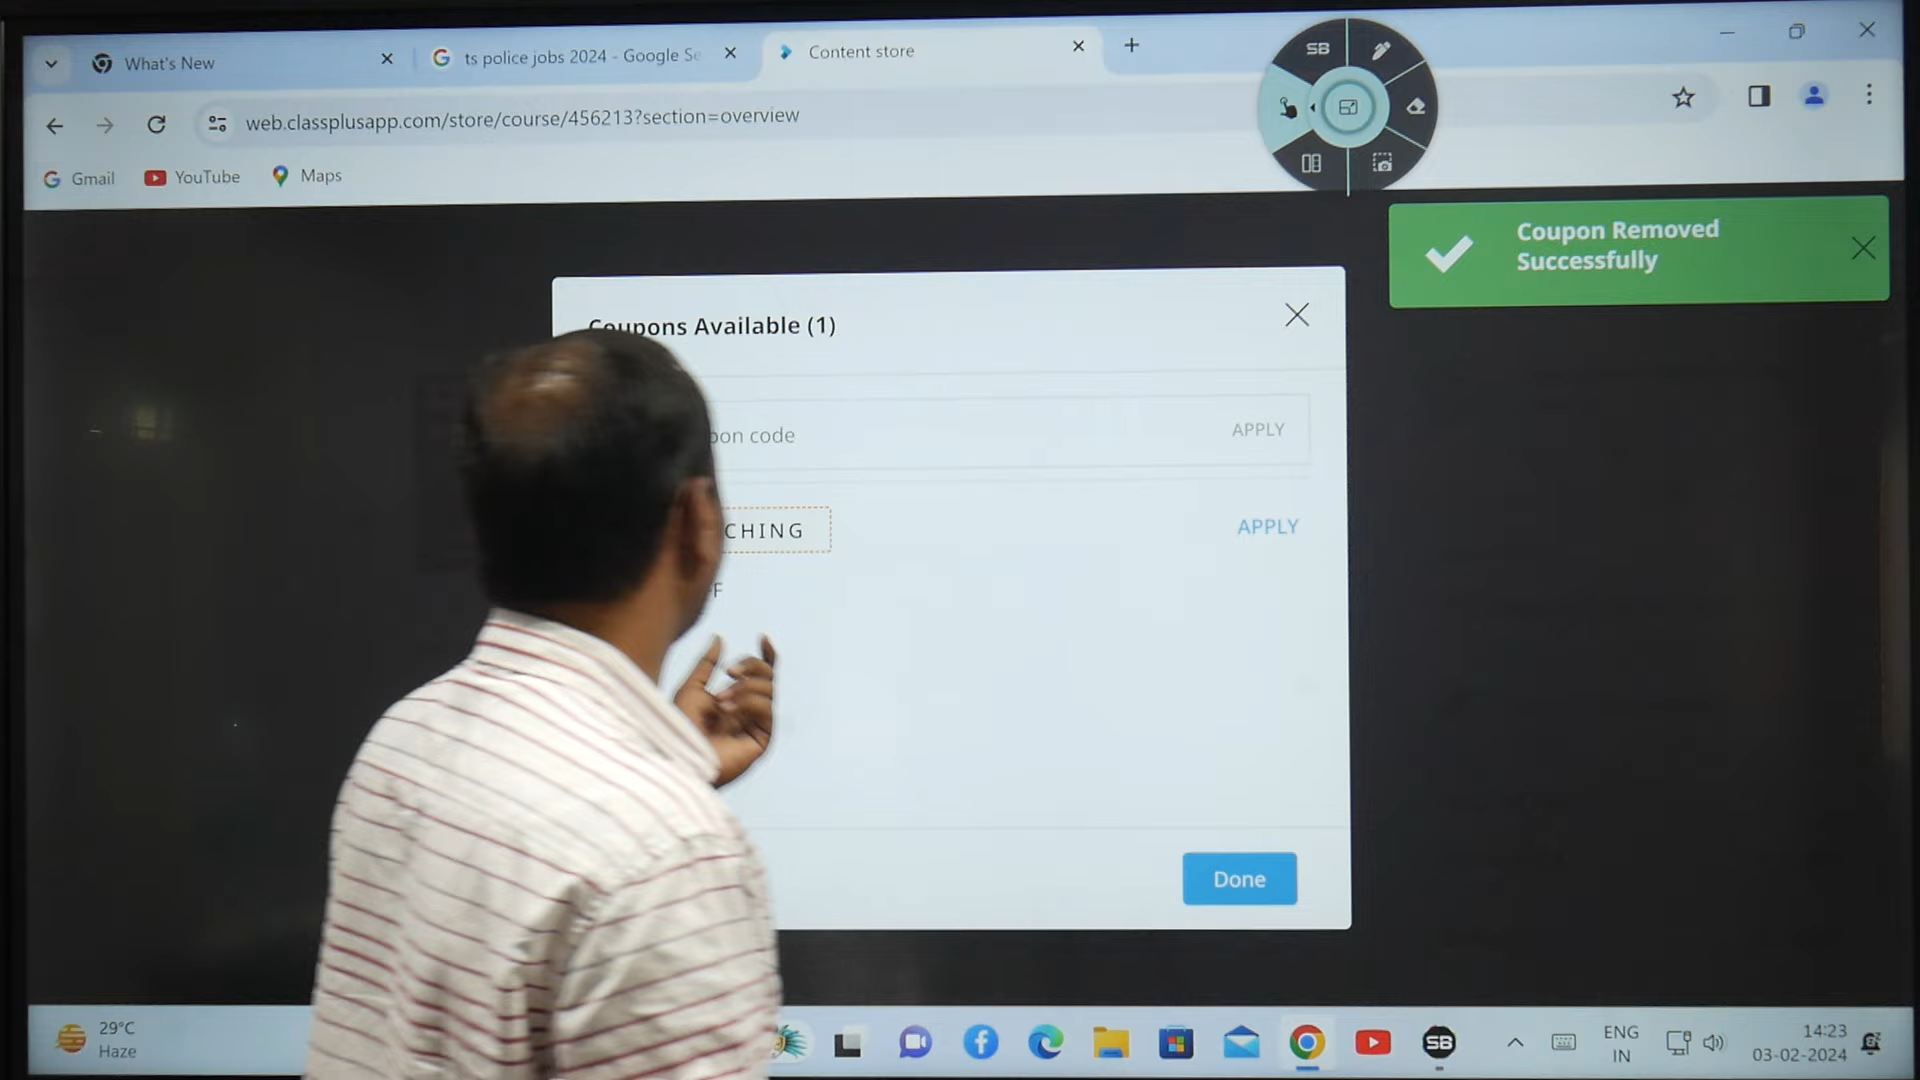 What's New
ts police jobs 2024 - Google Se
Content store
SB
web.classplusapp.com/store/course/456213?section=overview
Gmail
YouTube
Maps
Coupon Removed
Successfully
Coupons Available (1)
code
APPLY
CHING
APPLY
Done
29°C
Haze
SB
ENG
IN
14:23
03-02-2024